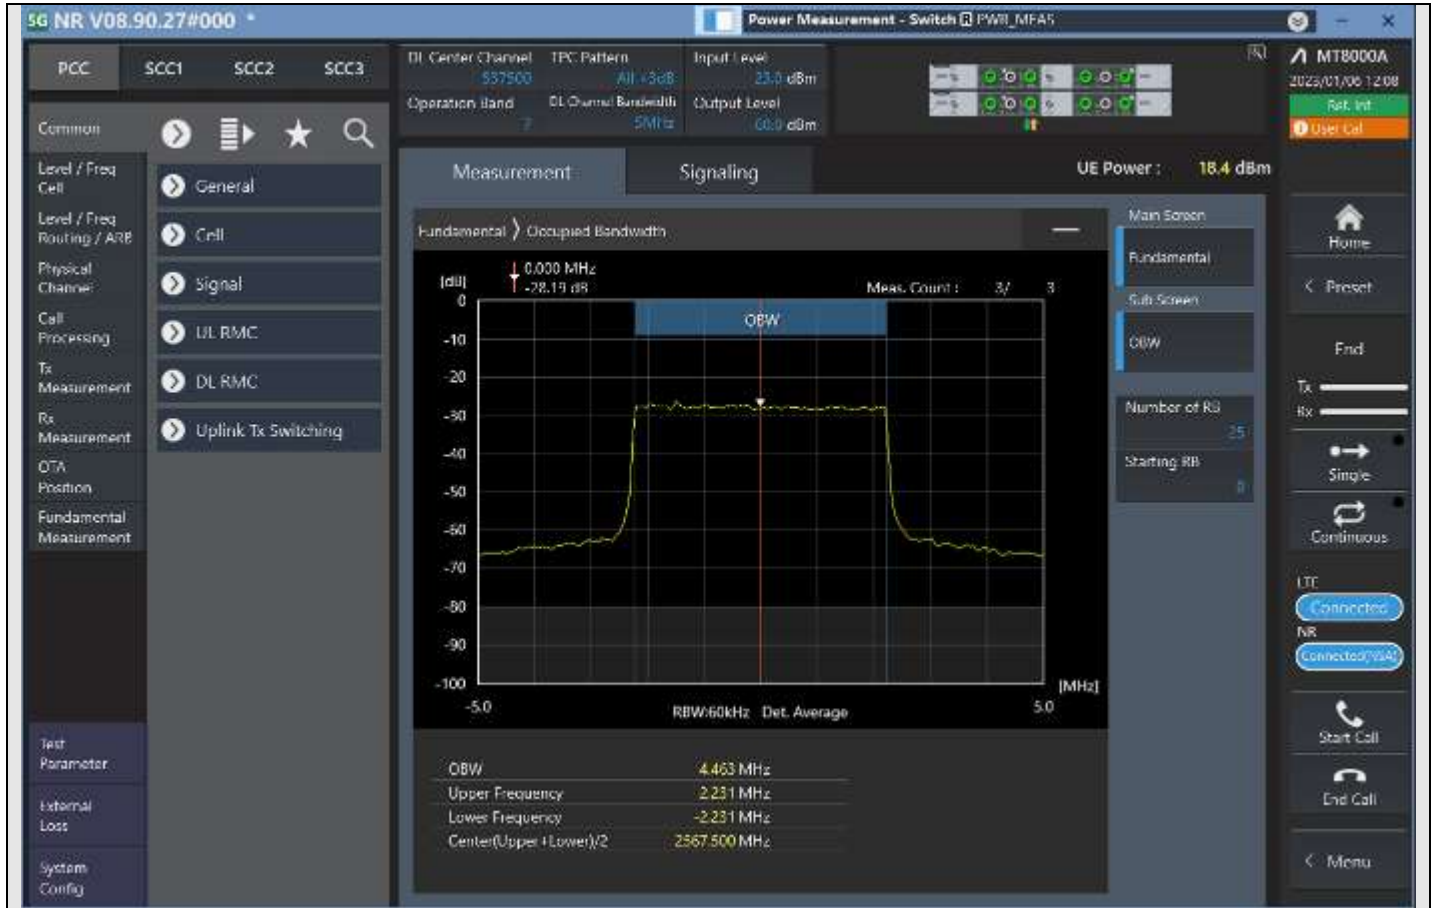 5G NR V08.90.27#000 *
Power Measurement - Switch R PWR_MEAS
PCC SCC1 SCC2 SCC3
DL Center Channel
537500
TPC Pattern
All +3dB
Input Level
23.0 dBm
Operation Band
7
DL Channel Bandwidth
5MHz
Output Level
dBm
MT8000A
2023/01/06 12:08
Ref. Int
User Cal
Common
Level / Freq
Cell
Level / Freq
Routing / ARB
Physical
Channel
Call
Processing
Tx
Measurement
Rx
Measurement
OTA
Position
Fundamental
Measurement
Test
Parameter
External
Loss
System
Config
General
Cell
Signal
UL RMC
DL RMC
Uplink Tx Switching
Measurement Signaling
UE Power : 18.4 dBm
Fundamental > Occupied Bandwidth
[dB]
0.000 MHz
-28.19 dB
Meas. Count : 3/ 3
OBW
0
-10
-20
-30
-40
-50
-60
-70
-80
-90
-100
[MHz]
-5.0
RBW:60kHz Det. Average
5.0
OBW 4.463 MHz
Upper Frequency 2.231 MHz
Lower Frequency -2.231 MHz
Center(Upper+Lower)/2 2567.500 MHz
Main Screen
Fundamental
Sub Screen
OBW
Number of RB
25
Starting RB
0
Home
< Preset
End
Tx
Rx
Single
Continuous
LTE
Connected
NR
Connected(NSA)
Start Call
End Call
< Menu